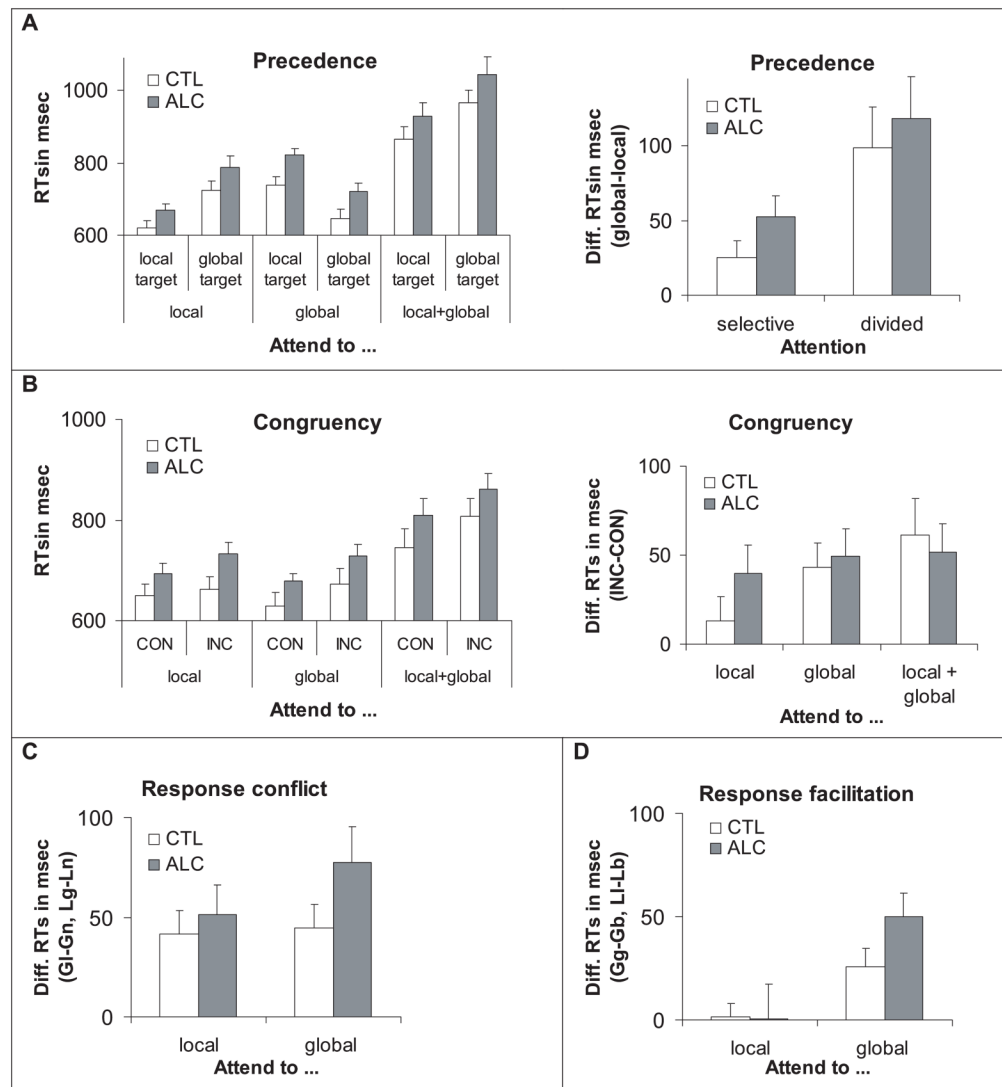 A
Precedence
CTL
ALC
RTsin msec
1000
800
600
local target
global target
local target
global target
local target
global target
local
global
local+global
Attend to ...
Precedence
CTL
ALC
Diff. RTsin msec
(global-local)
100
50
0
selective
divided
Attention
B
Congruency
CTL
ALC
RTsin msec
1000
800
600
CON
INC
CON
INC
CON
INC
local
global
local+global
Attend to ...
Congruency
CTL
ALC
Diff. RTs in msec
(INC-CON)
100
50
0
local
global
local +
global
Attend to ...
C
Response conflict
CTL
ALC
Diff. RTs in msec
(Gl-Gn, Lg-Ln)
100
50
0
local
global
Attend to ...
D
Response facilitation
CTL
ALC
Diff. RTs in msec
(Gg-Gb, Ll-Lb)
100
50
0
local
global
Attend to ...